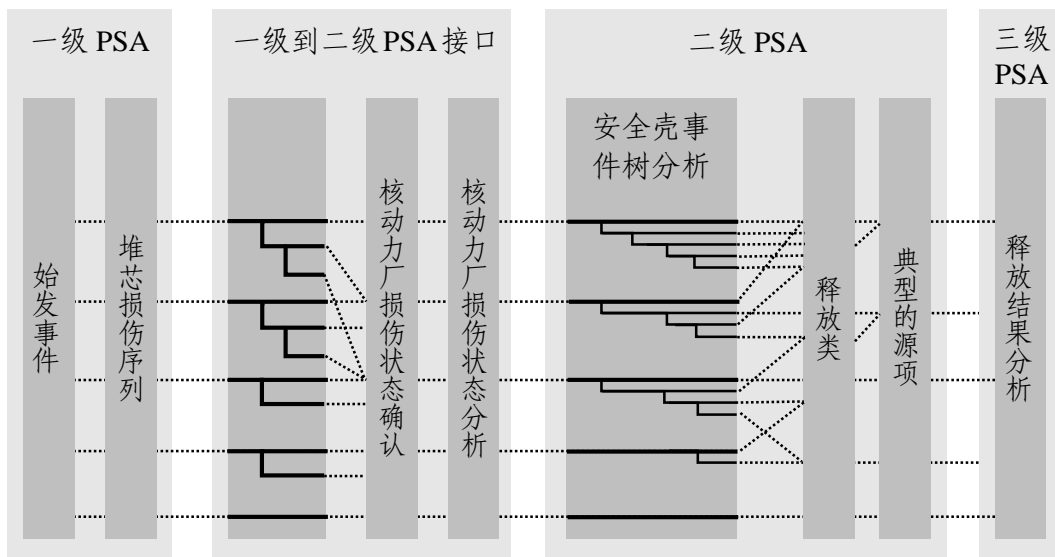 一级 PSA
一级到二级PSA 接口
二级 PSA
三级
PSA
始发事件
堆芯损伤序列
核动力厂损伤状态确认
核动力厂损伤状态分析
安全壳事
件树分析
释放类
典型的源项
释放结果分析